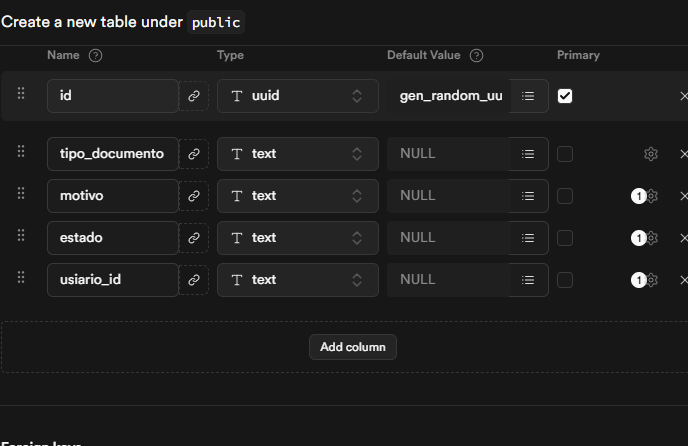 Create a new table under public
Name Type Default Value Primary
id uuid gen_random_uu
tipo_documento text NULL
motivo text NULL 1
estado text NULL 1
usiario_id text NULL 1
Add column